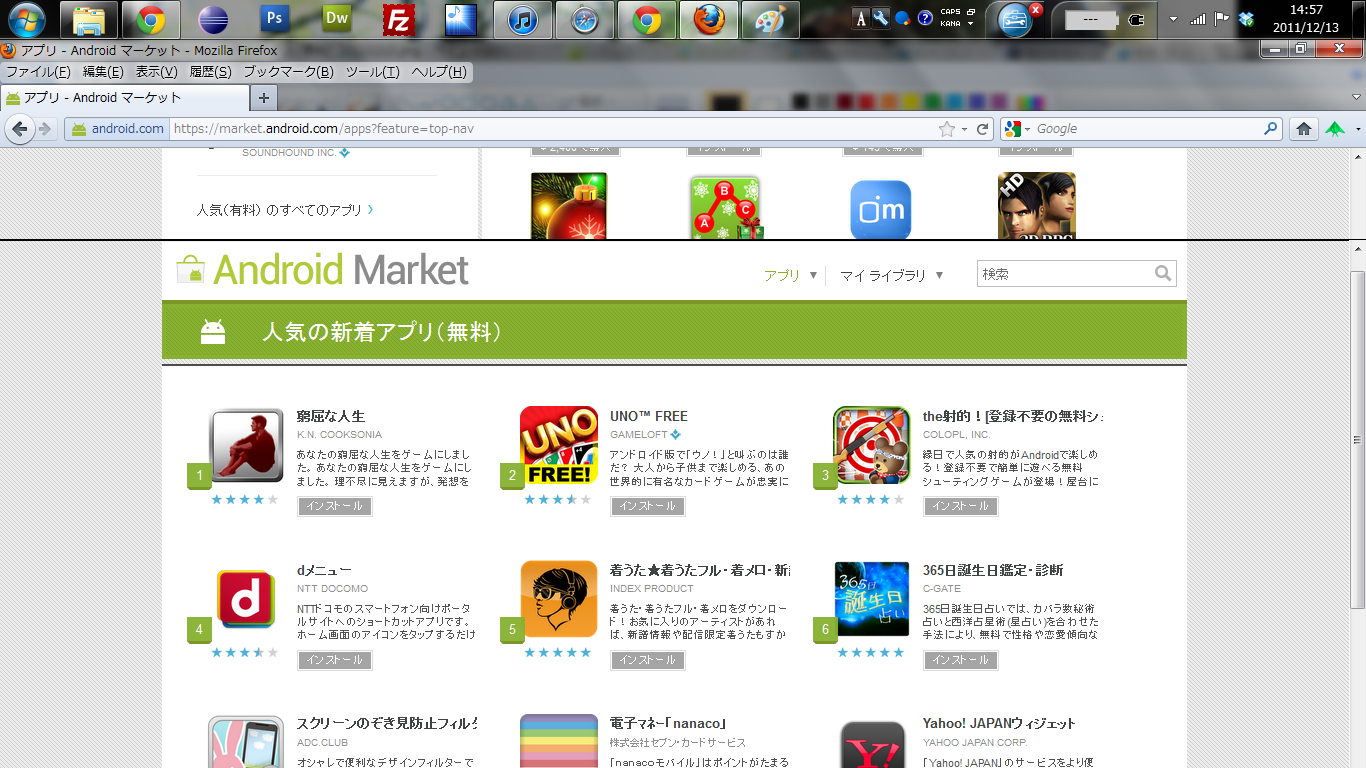 Ps
Dw
Fz
A
CAPS
KANA
---
14:57
2011/12/13
アプリ - Android マーケット - Mozilla Firefox
ファイル(F) 編集(E) 表示(V) 履歴(S) ブックマーク(B) ツール(T) ヘルプ(H)
アプリ - Android マーケット
android.com
https://market.android.com/apps?feature=top-nav
Google
SOUNDHOUND INC.
人気(有料) のすべてのアプリ
A B C
HD
Android Market
アプリ ▼
マイ ライブラリ ▼
検索
人気の新着アプリ(無料)
1
窮屈な人生
K.N. COOKSONIA
あなたの窮屈な人生をゲームにしまし
た。あなたの窮屈な人生をゲームにし
ました。理不尽に見えますが、発想を
インストール
2
UNO
FREE!
UNO™ FREE
GAMELOFT
アンドロイド版で「ウノ!」と叫ぶのは誰
だ? 大人から子供まで楽しめる、あの
世界的に有名なカードゲームが忠実に
インストール
3
the射的！[登録不要の無料シ
COLOPL, INC.
縁日で人気の射的がAndroidで楽しめ
る！登録不要で簡単に遊べる無料
シューティングゲームが登場！屋台に
インストール
4
d
dメニュー
NTT DOCOMO
NTTドコモのスマートフォン向けポータ
ルサイトへのショートカットアプリです。
ホーム画面のアイコンをタップするだけ
インストール
5
着うた★着うたフル・着メロ・新
INDEX PRODUCT
着うた・着うたフル・着メロをダウンロー
ド！お気に入りのアーティストがあれ
ば、新譜情報や配信限定着うたもすか
インストール
6
365日
誕生日
占い
365日誕生日鑑定・診断
C-GATE
365日誕生日占いでは、カバラ数秘術
占いと西洋占星術(星占い)を合わせた
手法により、無料で性格や恋愛傾向な
インストール
スクリーンのぞき見防止フィルタ
ADC.CLUB
オシャレで便利なデザインフィルターで
電子マネー「nanaco」
株式会社セブン・カードサービス
「nanacoモバイル」はポイントがたまる
Y!
Yahoo! JAPANウィジェット
YAHOO JAPAN CORP.
「Yahoo! JAPAN」のサービスをより便